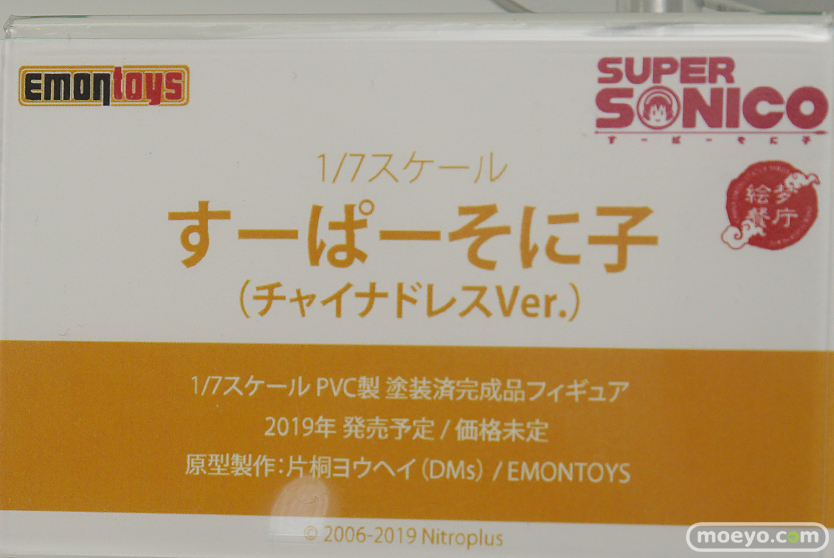 EMONTOYS
SUPER
SONICO
すーぱーそに子
1/7スケール
絵夢
餐庁
すーぱーそに子
(チャイナドレスVer.)
1/7スケール PVC製 塗装済完成品フィギュア
2019年 発売予定 / 価格未定
原型製作：片桐ヨウヘイ (DMs) / EMONTOYS
© 2006-2019 Nitroplus
moeyo.com